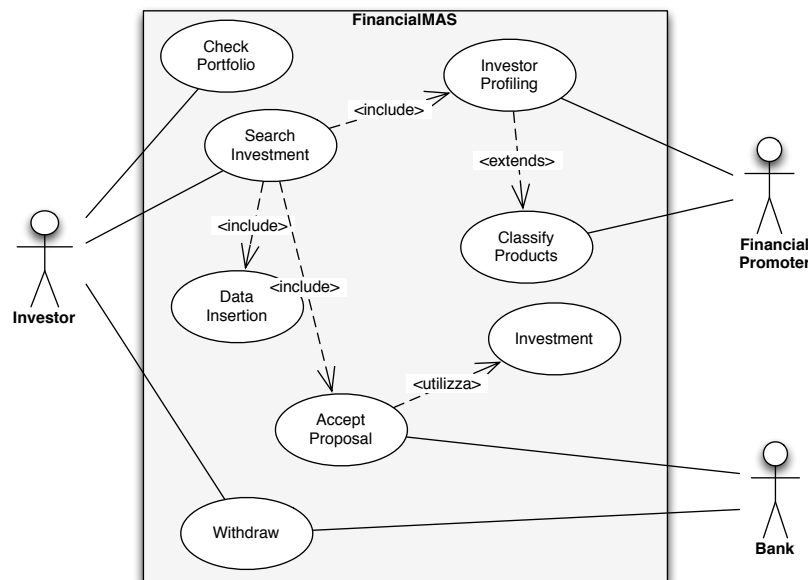 FinancialMAS
Check
Portfolio
Investor
Profiling
<include>
Search
Investment
<extends>
<include>
Classify
Products
Financial
Promoter
Investor
Data
Insertion
<include>
Investment
<utilizza>
Accept
Proposal
Withdraw
Bank